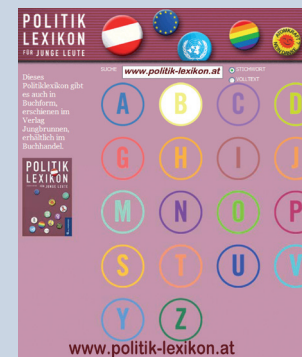 POLITIK
LEXIKON
FÜR JUNGE LEUTE
SUCHE
www.politik-lexikon.at
STICHWORT
VOLLTEXT
Dieses
Politiklexikon gibt
es auch in
Buchform,
erschienen im
Verlag
Jungbrunnen,
erhältlich im
Buchhandel.
POLITIK
LEXIKON
FÜR JUNGE LEUTE
A B C D
G H I J
M N O P
S T U V
Y Z
www.politik-lexikon.at